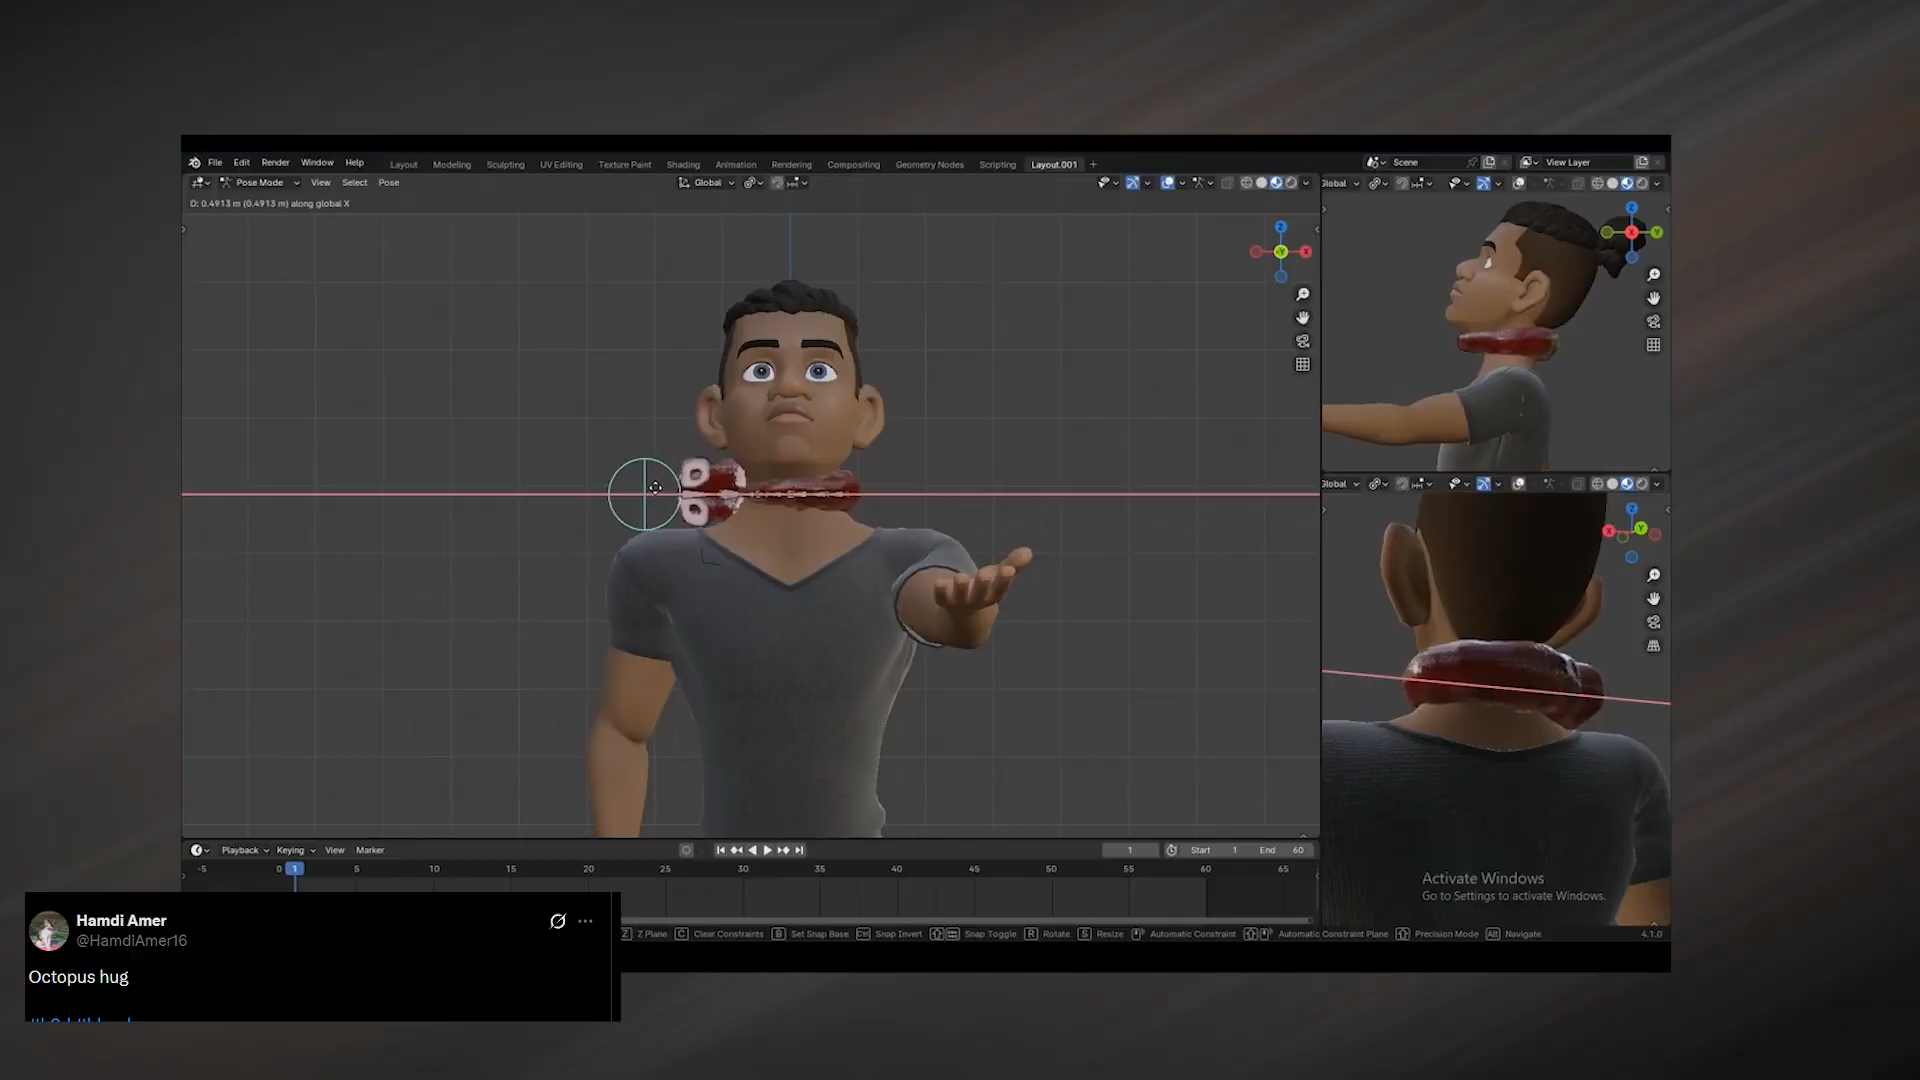 File Edit Render Window Help Layout Modeling Sculpting UV Editing Texture Paint Shading Animation Rendering Compositing Geometry Nodes Scripting Layout.001 + Scene View Layer
Pose Mode View Select Pose Global
D: 0.4913 m (0.4913 m) along global X
Global
Global
Playback Keying View Marker 1 Start 1 End 60
-5 0 1 5 10 15 20 25 30 35 40 45 50 55 60 65
Activate Windows
Go to Settings to activate Windows.
Z Z Plane C Clear Constraints B Set Snap Base Ctrl Snap Invert Snap Toggle R Rotate S Resize Automatic Constraint Automatic Constraint Plane Precision Mode Alt Navigate 4.1.0
Hamdi Amer
@HamdiAmer16
Octopus hug